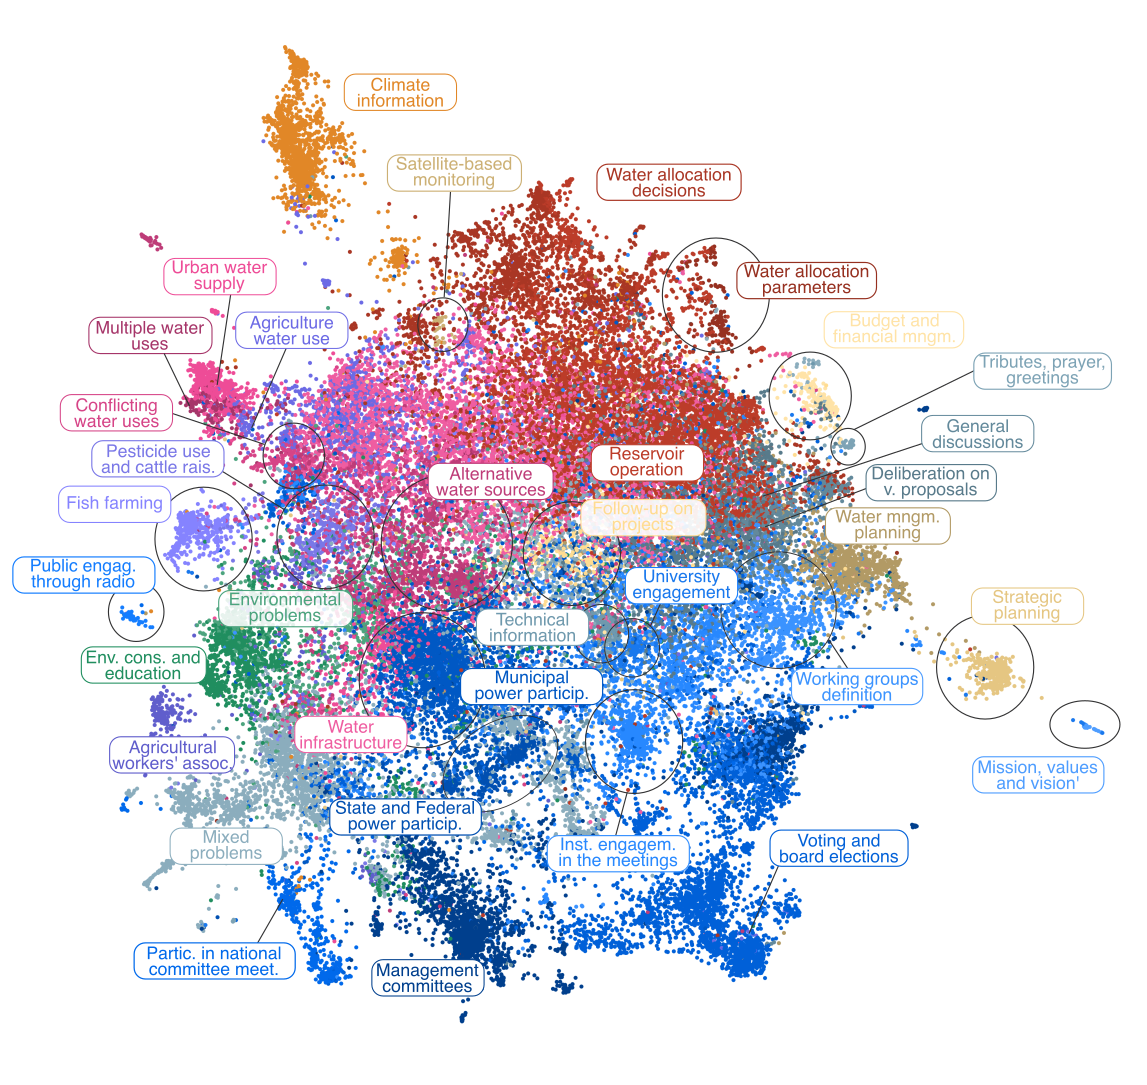 Climate
information
Satellite-based
monitoring
Water allocation
decisions
Urban water
supply
Water allocation
parameters
Multiple water
uses
Agriculture
water use
Budget and
financial mngm.
Tributes, prayer,
greetings
Conflicting
water uses
General
discussions
Pesticide use
and cattle rais.
Reservoir
operation
Alternative
water sources
Deliberation on
v. proposals
Fish farming
Follow-up on
projects
Water mngm.
planning
Public engag.
through radio
University
engagement
Environmental
problems
Strategic
planning
Technical
information
Env. cons. and
education
Municipal
power particip.
Working groups
definition
Water
infrastructure
Agricultural
workers' assoc.
Mission, values
and vision'
State and Federal
power particip.
Mixed
problems
Inst. engagem.
in the meetings
Voting and
board elections
Partic. in national
committee meet.
Management
committees